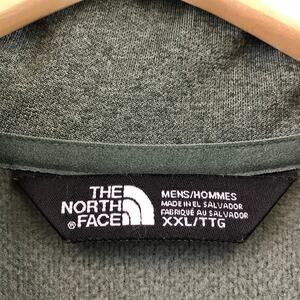 THE
NORTH
FACE®
MENS/HOMMES
MADE IN EL SALVADOR
FABRIQUÉ AU SALVADOR
XXL/TTG